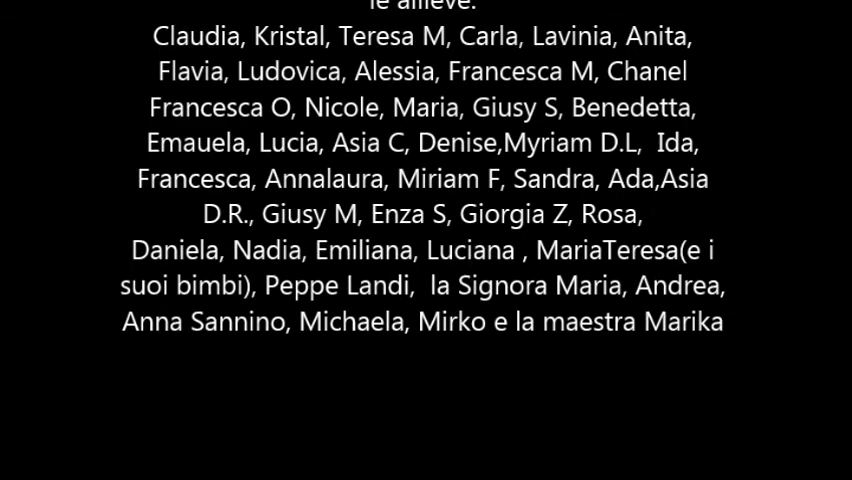 le allieve:
Claudia, Kristal, Teresa M, Carla, Lavinia, Anita,
Flavia, Ludovica, Alessia, Francesca M, Chanel
Francesca O, Nicole, Maria, Giusy S, Benedetta,
Emauela, Lucia, Asia C, Denise,Myriam D.L,  Ida,
Francesca, Annalaura, Miriam F, Sandra, Ada,Asia
D.R., Giusy M, Enza S, Giorgia Z, Rosa,
Daniela, Nadia, Emiliana, Luciana , MariaTeresa(e i
suoi bimbi), Peppe Landi,  la Signora Maria, Andrea,
Anna Sannino, Michaela, Mirko e la maestra Marika